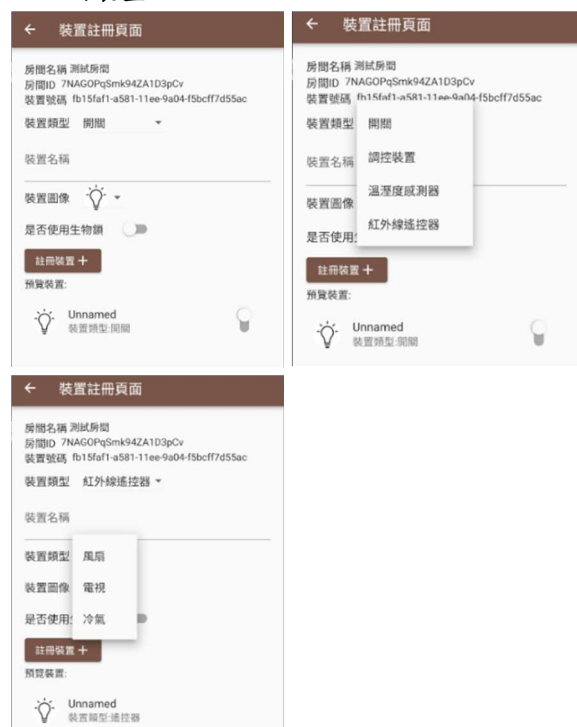 ← 裝置註冊頁面
房間名稱 測試房間
房間ID 7NAGOPqSmk94ZA1D3pCv
裝置號碼 fb15faf1-a581-11ee-9a04-f5bcff7d55ac
裝置類型 開關
裝置名稱
裝置圖像
是否使用生物鎖
註冊裝置 +
預覽裝置:
Unnamed
裝置類型:開關
← 裝置註冊頁面
房間名稱 測試房間
房間ID 7NAGOPqSmk94ZA1D3pCv
裝置號碼 fb15faf1-a581-11ee-9a04-f5bcff7d55ac
裝置類型 開關
調控裝置
裝置名稱
溫溼度感測器
裝置圖像
紅外線遙控器
是否使用
註冊裝置 +
預覽裝置:
Unnamed
裝置類型:開關
← 裝置註冊頁面
房間名稱 測試房間
房間ID 7NAGOPqSmk94ZA1D3pCv
裝置號碼 fb15faf1-a581-11ee-9a04-f5bcff7d55ac
裝置類型 紅外線遙控器
裝置名稱
裝置類型 風扇
裝置圖像 電視
是否使用 冷氣
註冊裝置 +
預覽裝置:
Unnamed
裝置類型:遙控器